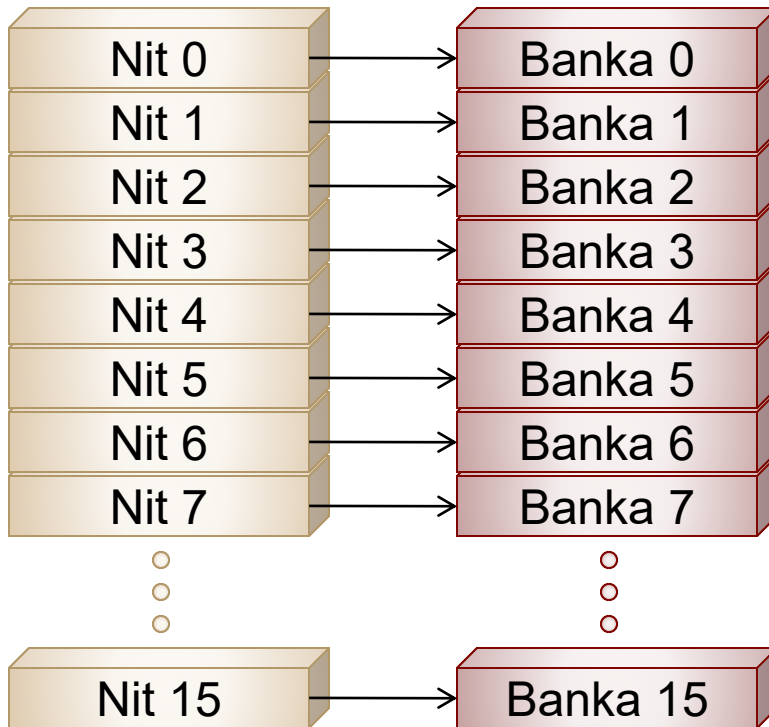 Nit 0 Banka 0
Nit 1 Banka 1
Nit 2 Banka 2
Nit 3 Banka 3
Nit 4 Banka 4
Nit 5 Banka 5
Nit 6 Banka 6
Nit 7 Banka 7
Nit 15 Banka 15